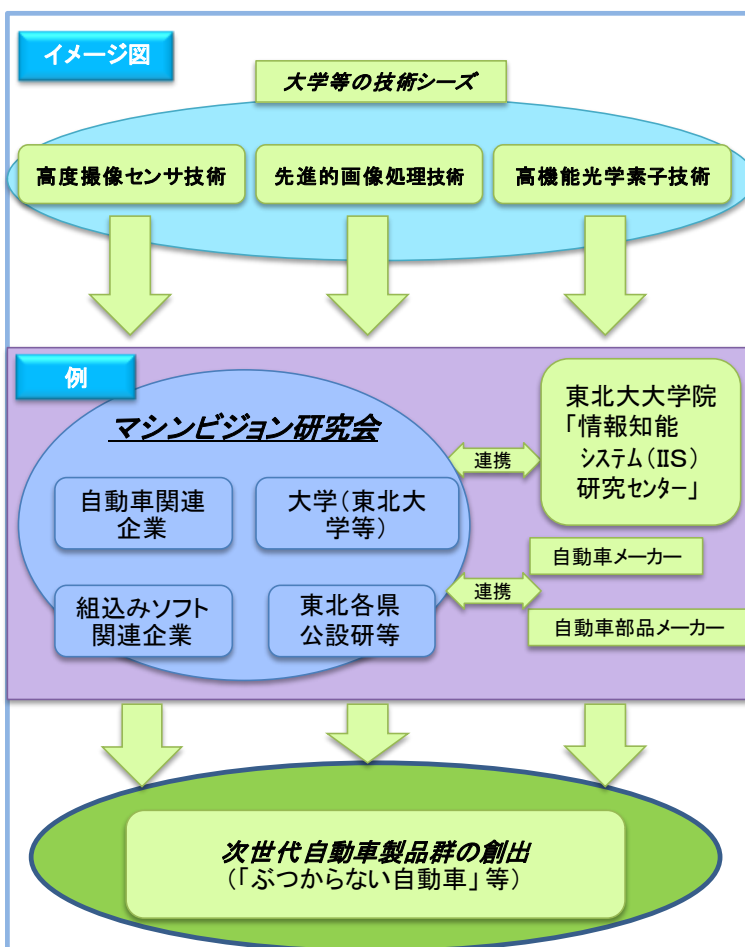 イメージ図
大学等の技術シーズ
高度撮像センサ技術
先進的画像処理技術
高機能光学素子技術
例
マシンビジョン研究会
自動車関連
企業
大学(東北大
学等)
組込みソフト
関連企業
東北各県
公設研等
連携
東北大大学院
「情報知能
システム(IIS)
研究センター」
連携
自動車メーカー
自動車部品メーカー
次世代自動車製品群の創出
(「ぶつからない自動車」等)